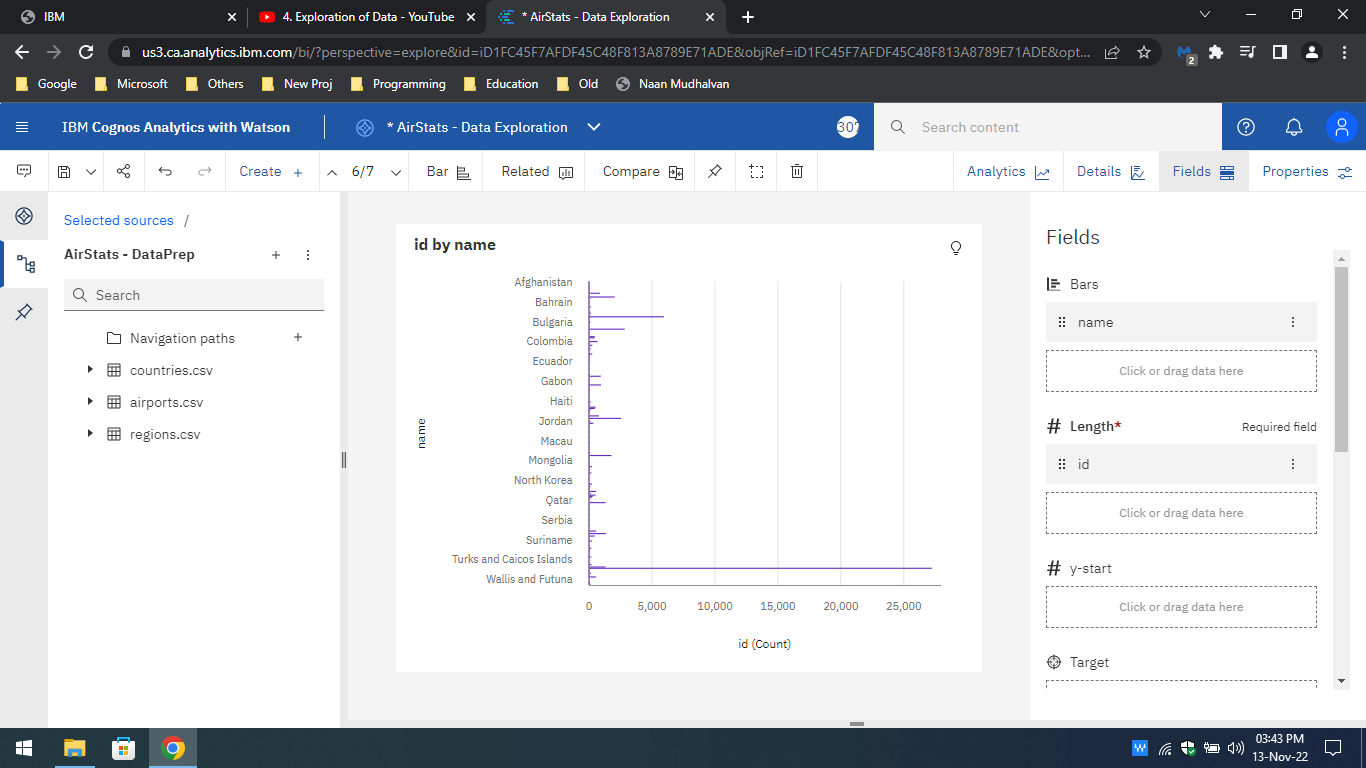 IBM
4. Exploration of Data - YouTube
* AirStats - Data Exploration
us3.ca.analytics.ibm.com/bi/?perspective=explore&id=iD1FC45F7AFDF45C48F813A8789E71ADE&objRef=iD1FC45F7AFDF45C48F813A8789E71ADE&opt...
2
Google
Microsoft
Others
New Proj
Programming
Education
Old
Naan Mudhalvan
IBM Cognos Analytics with Watson
* AirStats - Data Exploration
Search content
Create
6/7
Bar
Related
Compare
Analytics
Details
Fields
Properties
Selected sources /
AirStats - DataPrep
Search
Navigation paths
countries.csv
airports.csv
regions.csv
id by name
name
Afghanistan
Bahrain
Bulgaria
Colombia
Ecuador
Gabon
Haiti
Jordan
Macau
Mongolia
North Korea
Qatar
Serbia
Suriname
Turks and Caicos Islands
Wallis and Futuna
0 5,000 10,000 15,000 20,000 25,000
id (Count)
Fields
Bars
name
Click or drag data here
# Length* Required field
id
Click or drag data here
# y-start
Click or drag data here
Target
W
03:43 PM
13-Nov-22